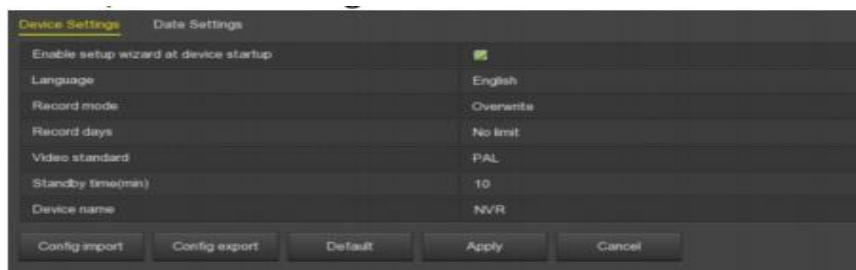 Device Settings Date Settings
Enable setup wizard at device startup
Language English
Record mode Overwrite
Record days No limit
Video standard PAL
Standby time(min) 10
Device name NVR
Config import Config export Default Apply Cancel